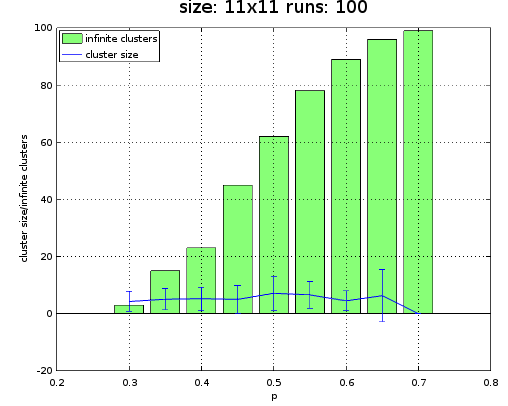 size: 11x11 runs: 100
100
infinite clusters
cluster size
80
60
40
20
0
-20
cluster size/infinite clusters
0.2 0.3 0.4 0.5 0.6 0.7 0.8
p